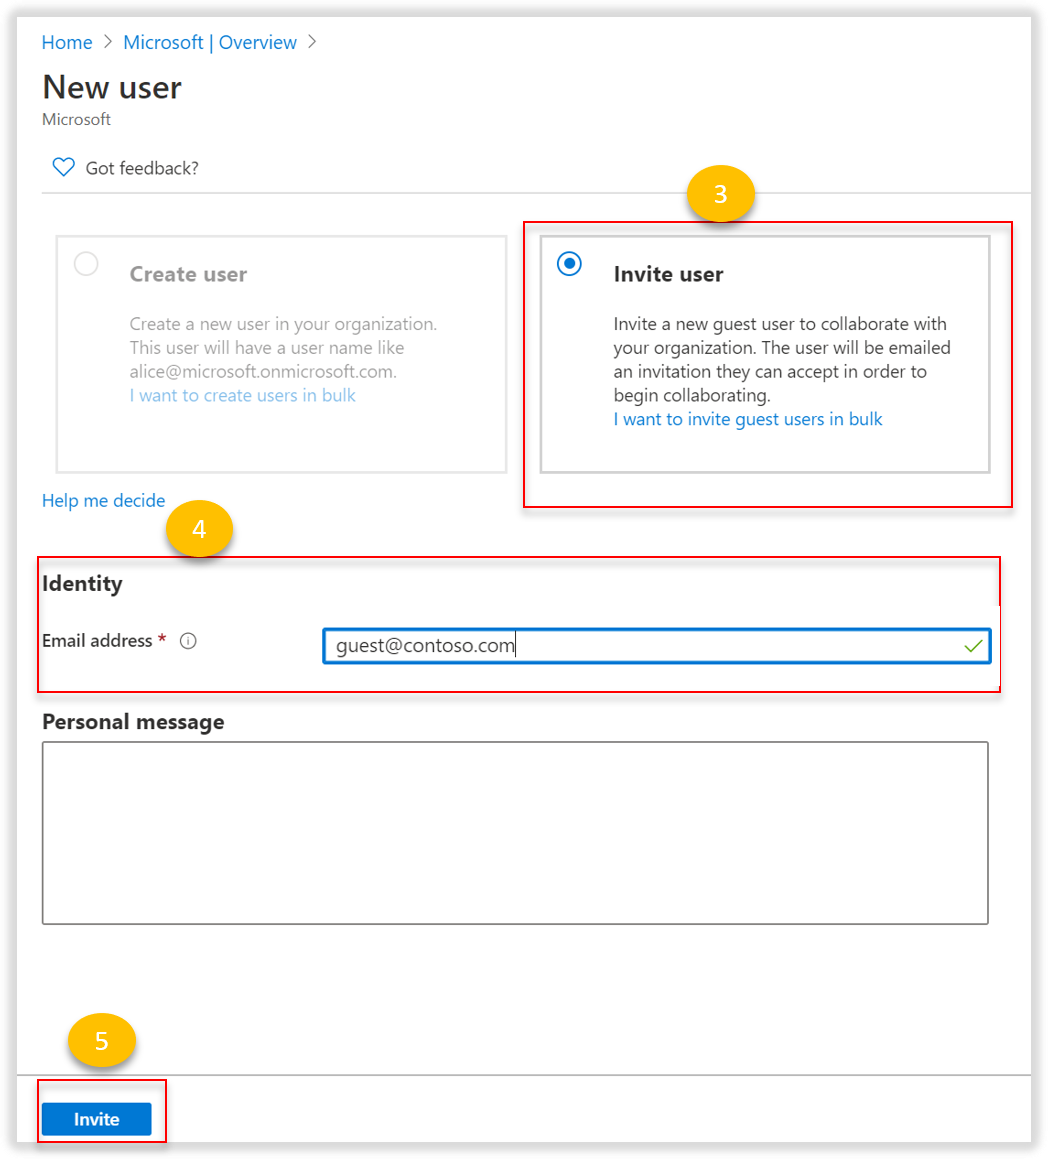 Home > Microsoft | Overview >
New user
Microsoft
Got feedback?
3
Create user
Create a new user in your organization.
This user will have a user name like
alice@microsoft.onmicrosoft.com.
I want to create users in bulk
Invite user
Invite a new guest user to collaborate with
your organization. The user will be emailed
an invitation they can accept in order to
begin collaborating.
I want to invite guest users in bulk
Help me decide
4
Identity
Email address *
guest@contoso.com
Personal message
5
Invite